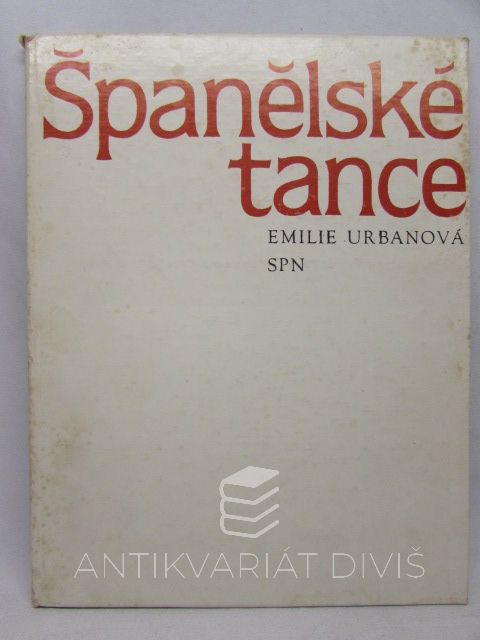 Španělské
tance
EMILIE URBANOVÁ
SPN
ANTIKVARIÁT DIVIŠ